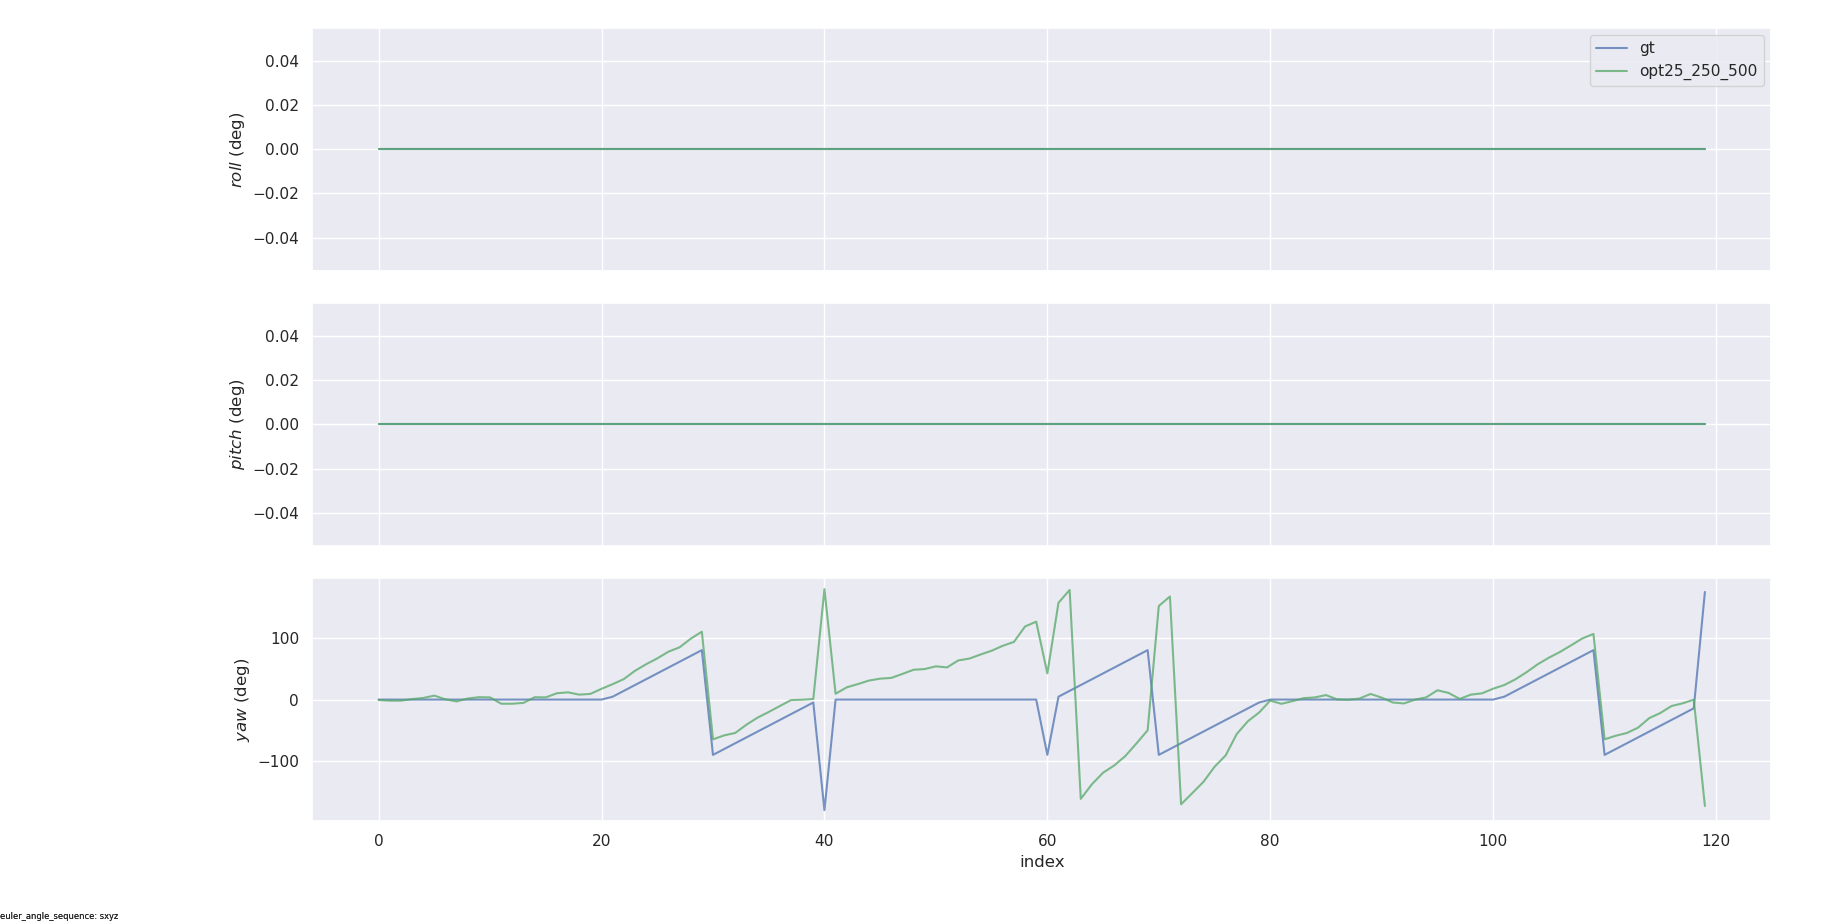 gt
opt25_250_500
0.04
0.02
0.00
−0.02
−0.04
roll (deg)
0.04
0.02
0.00
−0.02
−0.04
pitch (deg)
100
0
−100
yaw (deg)
0 20 40 60 80 100 120
index
euler_angle_sequence: sxyz